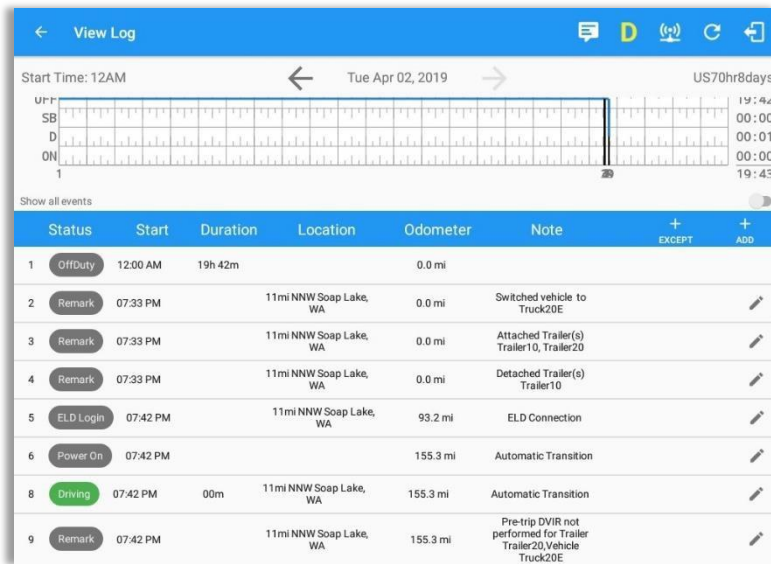 View Log
D
Start Time: 12AM
Tue Apr 02, 2019
US70hr8days
OFF
19:42
SB
00:00
D
00:01
ON
00:00
1
19:43
Show all events
Status Start Duration Location Odometer Note
+
EXCEPT
+
ADD
1 OffDuty 12:00 AM 19h 42m 0.0 mi
2 Remark 07:33 PM 11mi NNW Soap Lake,
WA 0.0 mi Switched vehicle to
Truck20E
3 Remark 07:33 PM 11mi NNW Soap Lake,
WA 0.0 mi Attached Trailer(s)
Trailer10, Trailer20
4 Remark 07:33 PM 11mi NNW Soap Lake,
WA 0.0 mi Detached Trailer(s)
Trailer10
5 ELD Login 07:42 PM 11mi NNW Soap Lake,
WA 93.2 mi ELD Connection
6 Power On 07:42 PM 155.3 mi Automatic Transition
8 Driving 07:42 PM 00m 11mi NNW Soap Lake,
WA 155.3 mi Automatic Transition
9 Remark 07:42 PM 11mi NNW Soap Lake,
WA 155.3 mi Pre-trip DVIR not
performed for Trailer
Trailer20,Vehicle
Truck20E